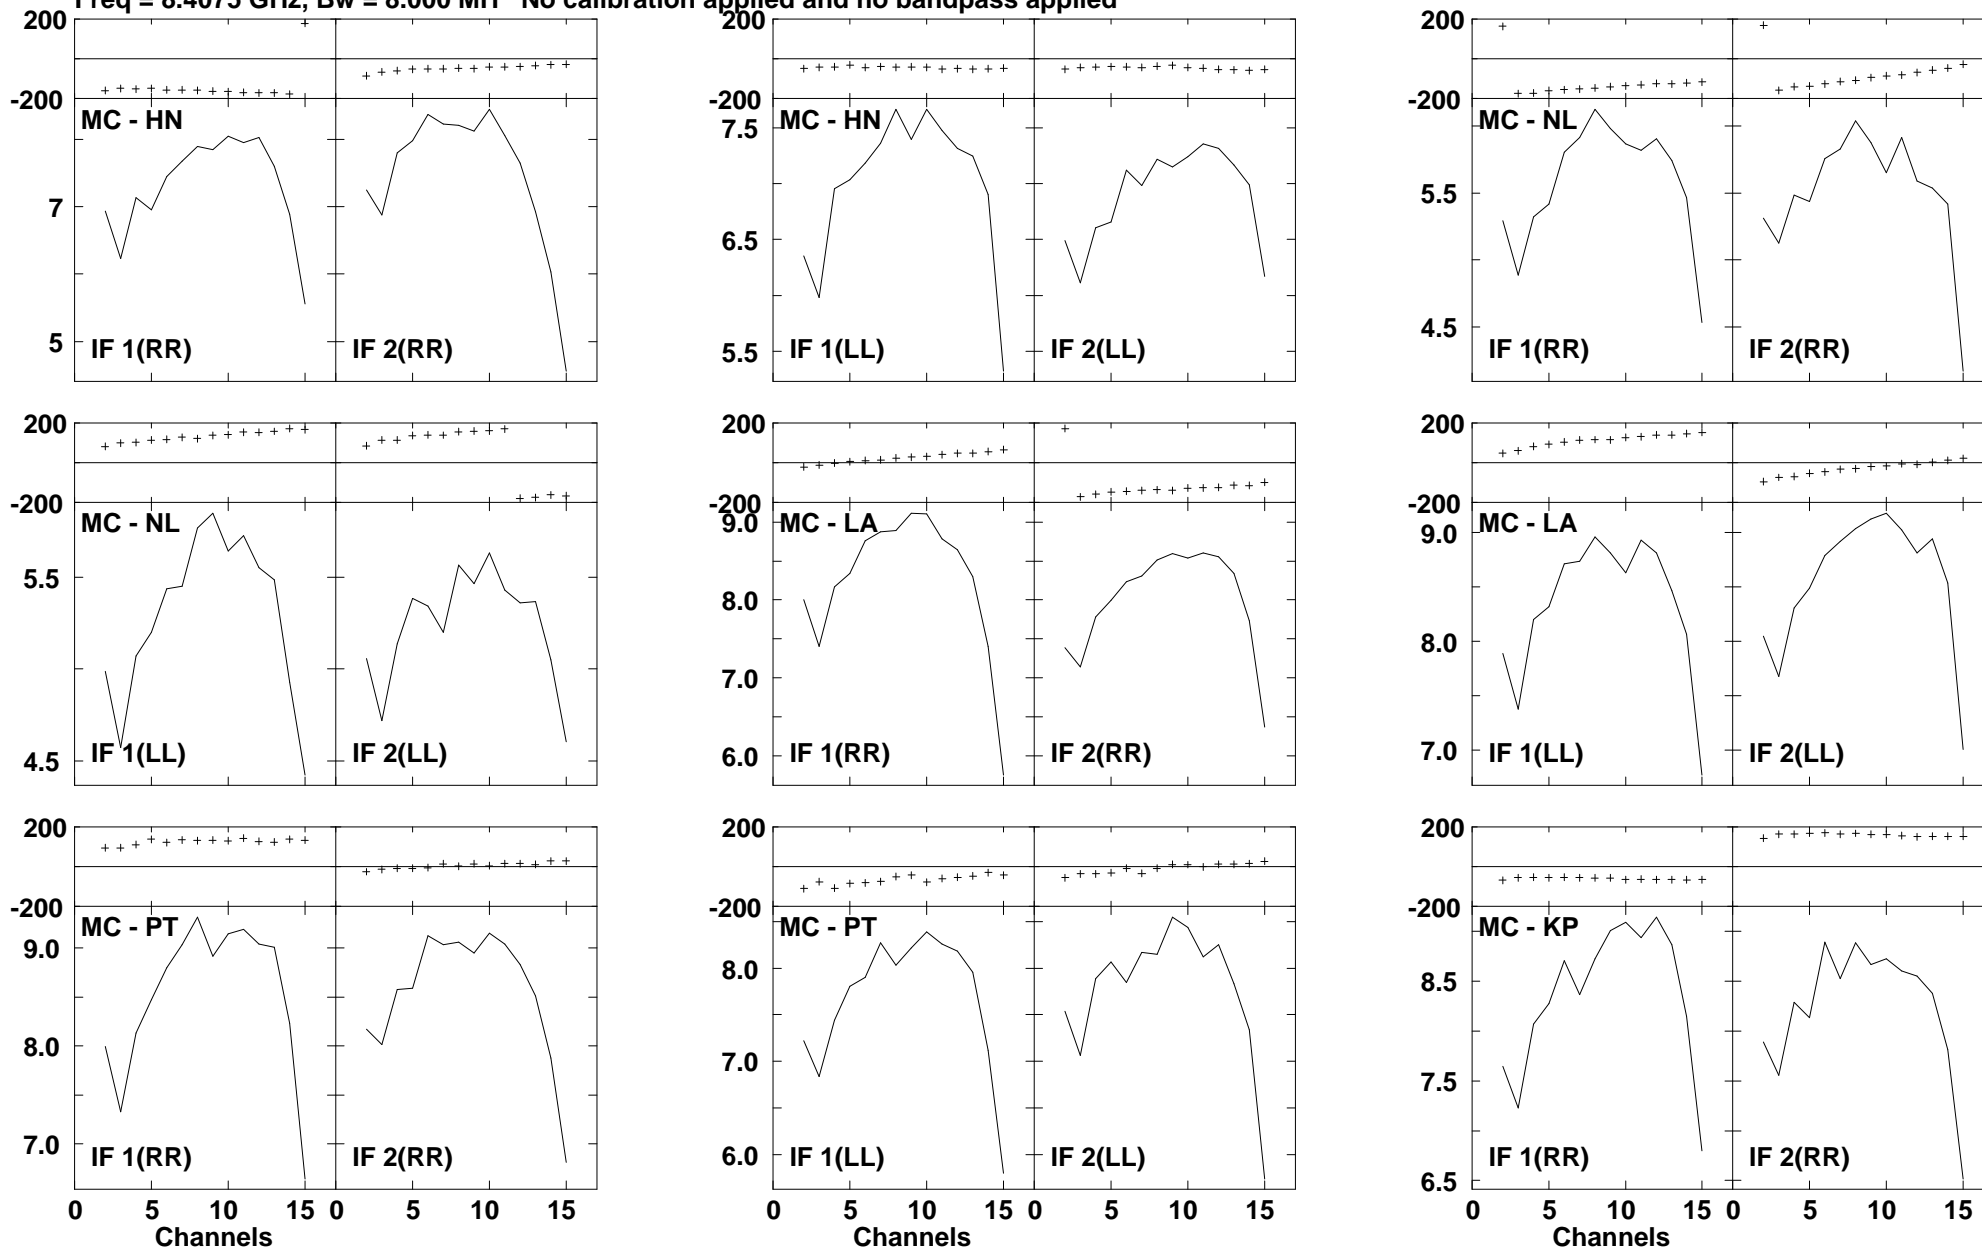 Freq = 8.4075 GHz, Bw = 8.000 MH No calibration applied and no bandpass applied
200 200 200
-200 -200 -200
MC - HN MC - HN MC - NL
7.5
7 6.5 5.5
5 5.5 4.5
IF 1(RR) IF 2(RR) IF 1(LL) IF 2(LL) IF 1(RR) IF 2(RR)
200 200 200
-200 -200 -200
MC - NL MC - LA MC - LA
9.0 9.0
5.5 8.0 8.0
7.0
4.5 6.0 7.0
IF 1(LL) IF 2(LL) IF 1(RR) IF 2(RR) IF 1(LL) IF 2(LL)
200 200 200
-200 -200 -200
MC - PT MC - PT MC - KP
9.0 8.0 8.5
8.0 7.0 7.5
7.0 6.0 6.5
IF 1(RR) IF 2(RR) IF 1(LL) IF 2(LL) IF 1(RR) IF 2(RR)
0 5 10 15 0 5 10 15 0 5 10 15 0 5 10 15 0 5 10 15 0 5 10 15
Channels Channels Channels